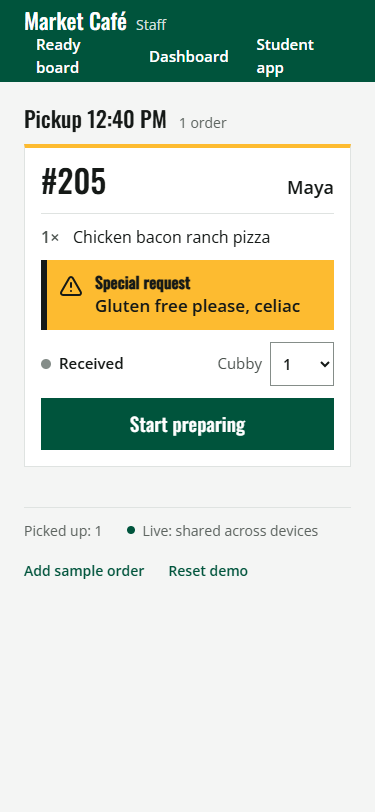 Market Café Staff
Ready board
Dashboard
Student app
Pickup 12:40 PM 1 order
#205 Maya
1× Chicken bacon ranch pizza
Special request
Gluten free please, celiac
Received Cubby 1
Start preparing
Picked up: 1 Live: shared across devices
Add sample order Reset demo